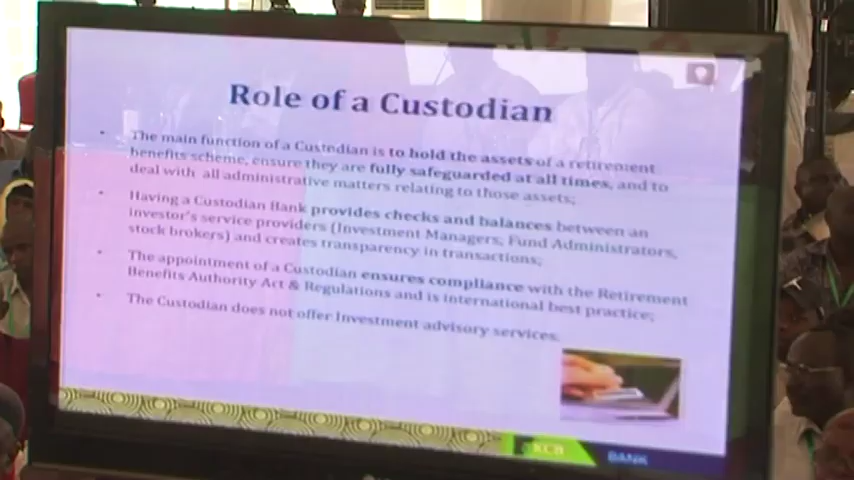 Role of a Custodian
• The main function of a Custodian is to hold the assets of a retirement
benefits scheme, ensure they are fully safeguarded at all times, and to
deal with all administrative matters relating to those assets;
• Having a Custodian Bank provides checks and balances between an
investor's service providers (Investment Managers, Fund Administrators,
stock brokers) and creates transparency in transactions;
• The appointment of a Custodian ensures compliance with the Retirement
Benefits Authority Act & Regulations and is international best practice;
• The Custodian does not offer Investment advisory services.
KCB BANK